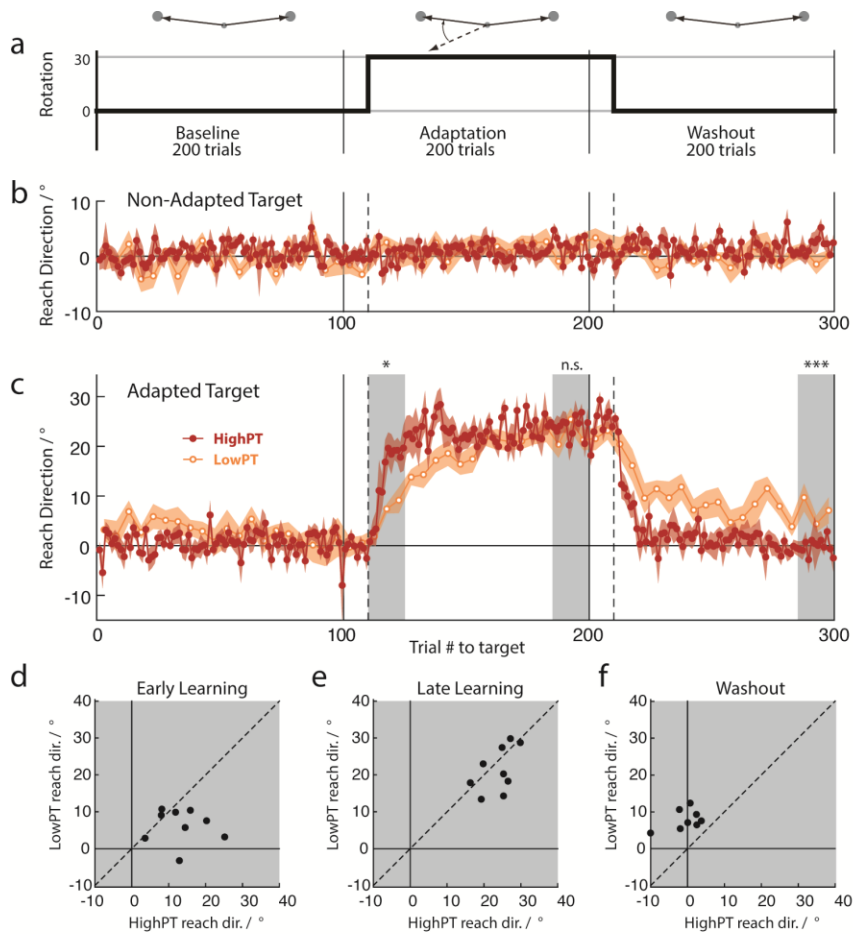 a
Rotation
30
0
Baseline
200 trials
Adaptation
200 trials
Washout
200 trials
b
Non-Adapted Target
Reach Direction / °
10
0
-10
0
100
200
300
c
Adapted Target
*
n.s.
***
HighPT
LowPT
Reach Direction / °
30
20
10
0
-10
0
100
Trial # to target
200
300
d
Early Learning
LowPT reach dir. / °
40
30
20
10
0
-10
-10
0
10
20
30
40
HighPT reach dir. / °
e
Late Learning
LowPT reach dir. / °
40
30
20
10
0
-10
-10
0
10
20
30
40
HighPT reach dir. / °
f
Washout
LowPT reach dir. / °
40
30
20
10
0
-10
-10
0
10
20
30
40
HighPT reach dir. / °